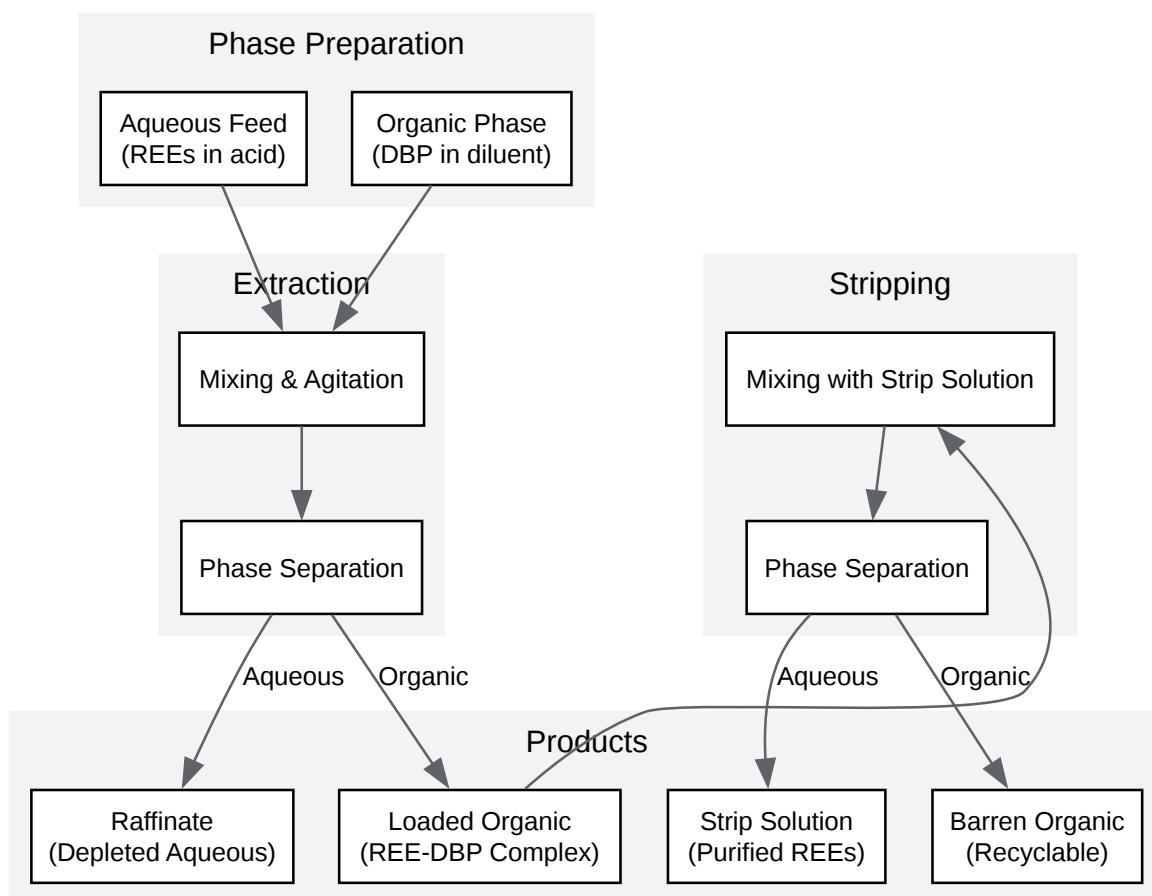 Phase Preparation
Aqueous Feed
(REEs in acid)
Organic Phase
(DBP in diluent)
Extraction
Mixing & Agitation
Phase Separation
Stripping
Mixing with Strip Solution
Phase Separation
Aqueous
Organic
Aqueous
Organic
Products
Raffinate
(Depleted Aqueous)
Loaded Organic
(REE-DBP Complex)
Strip Solution
(Purified REEs)
Barren Organic
(Recyclable)